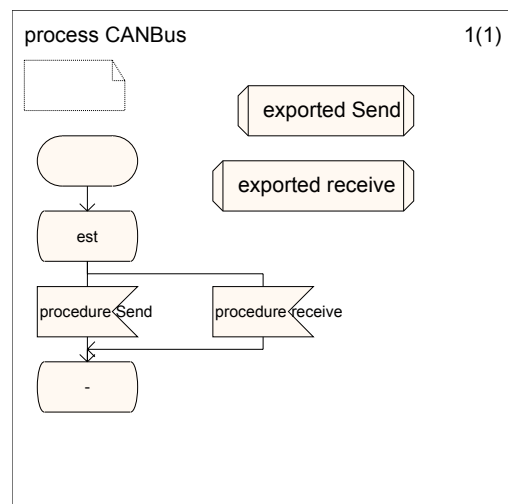 process CANBus 1(1)
exported Send
exported receive
est
procedure Send
procedure receive
-